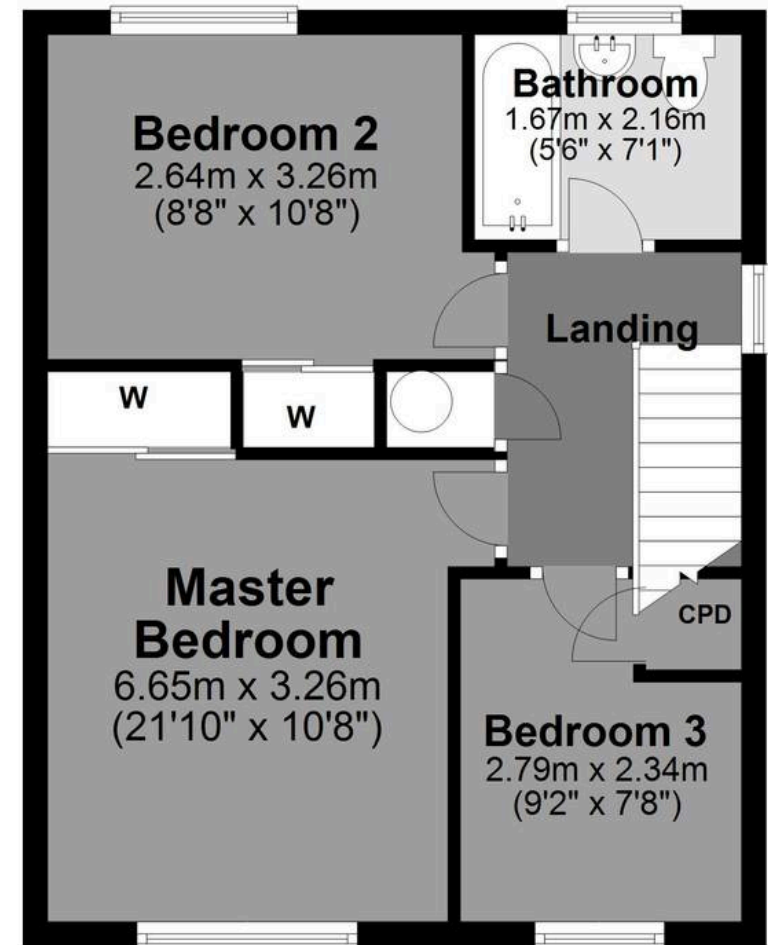 Bedroom 2
2.64m x 3.26m
(8'8" x 10'8")
Bathroom
1.67m x 2.16m
(5'6" x 7'1")
Landing
W
W
Master
Bedroom
6.65m x 3.26m
(21'10" x 10'8")
CPD
Bedroom 3
2.79m x 2.34m
(9'2" x 7'8")